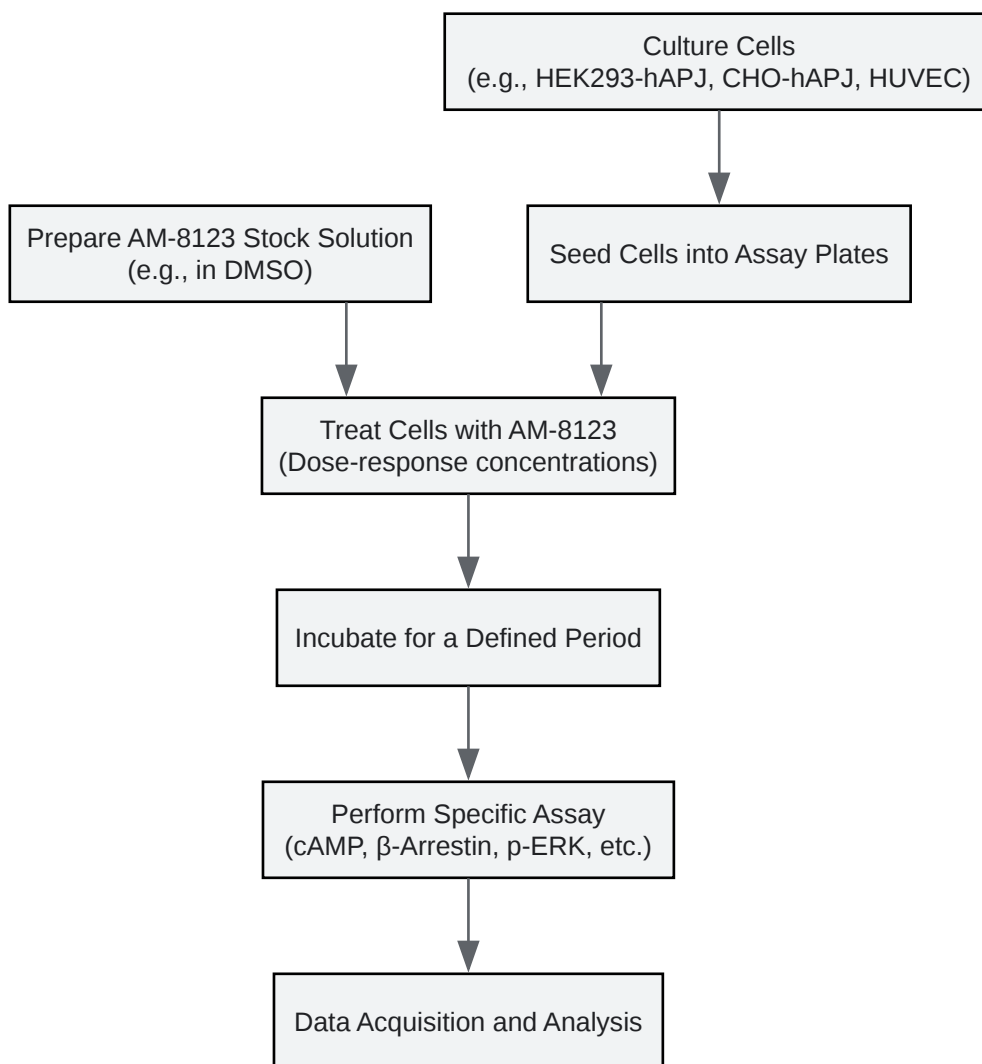 Culture Cells
(e.g., HEK293-hAPJ, CHO-hAPJ, HUVEC)
Prepare AM-8123 Stock Solution
(e.g., in DMSO)
Seed Cells into Assay Plates
Treat Cells with AM-8123
(Dose-response concentrations)
Incubate for a Defined Period
Perform Specific Assay
(cAMP, β-Arrestin, p-ERK, etc.)
Data Acquisition and Analysis